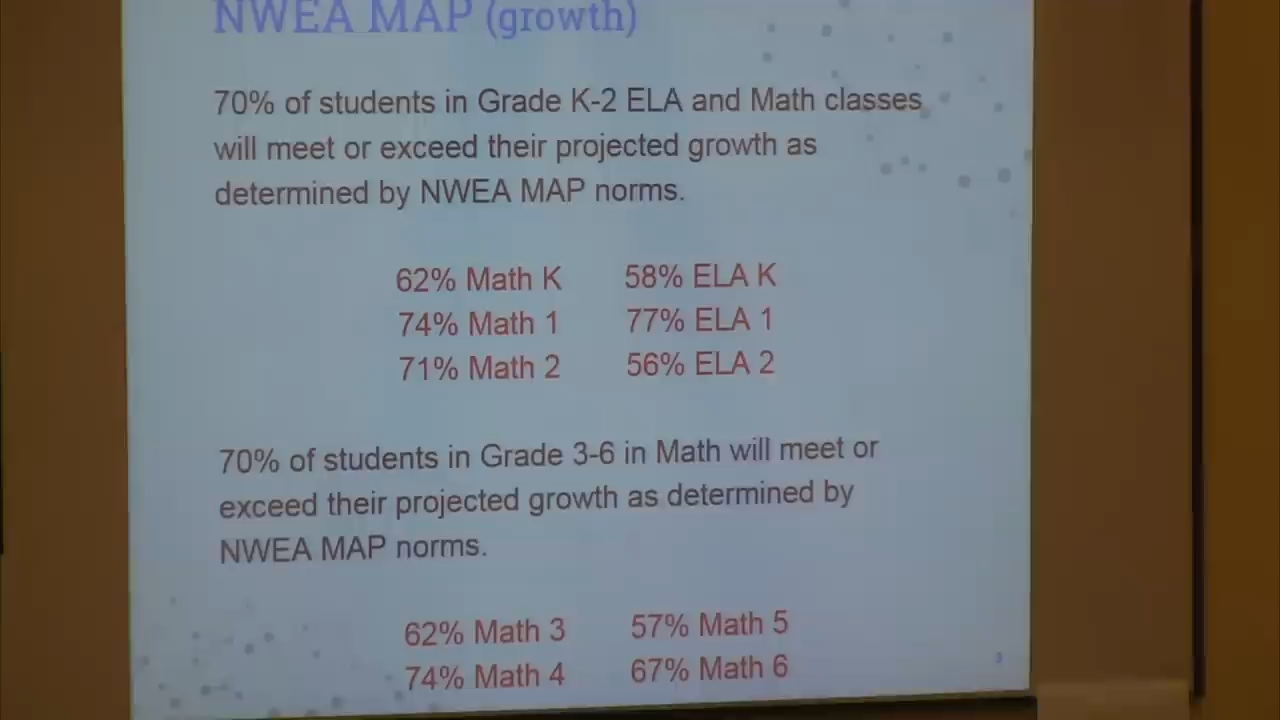 NWEA MAP (growth)
70% of students in Grade K-2 ELA and Math classes
will meet or exceed their projected growth as
determined by NWEA MAP norms.
62% Math K 58% ELA K
74% Math 1 77% ELA 1
71% Math 2 56% ELA 2
70% of students in Grade 3-6 in Math will meet or
exceed their projected growth as determined by
NWEA MAP norms.
62% Math 3 57% Math 5
74% Math 4 67% Math 6
3